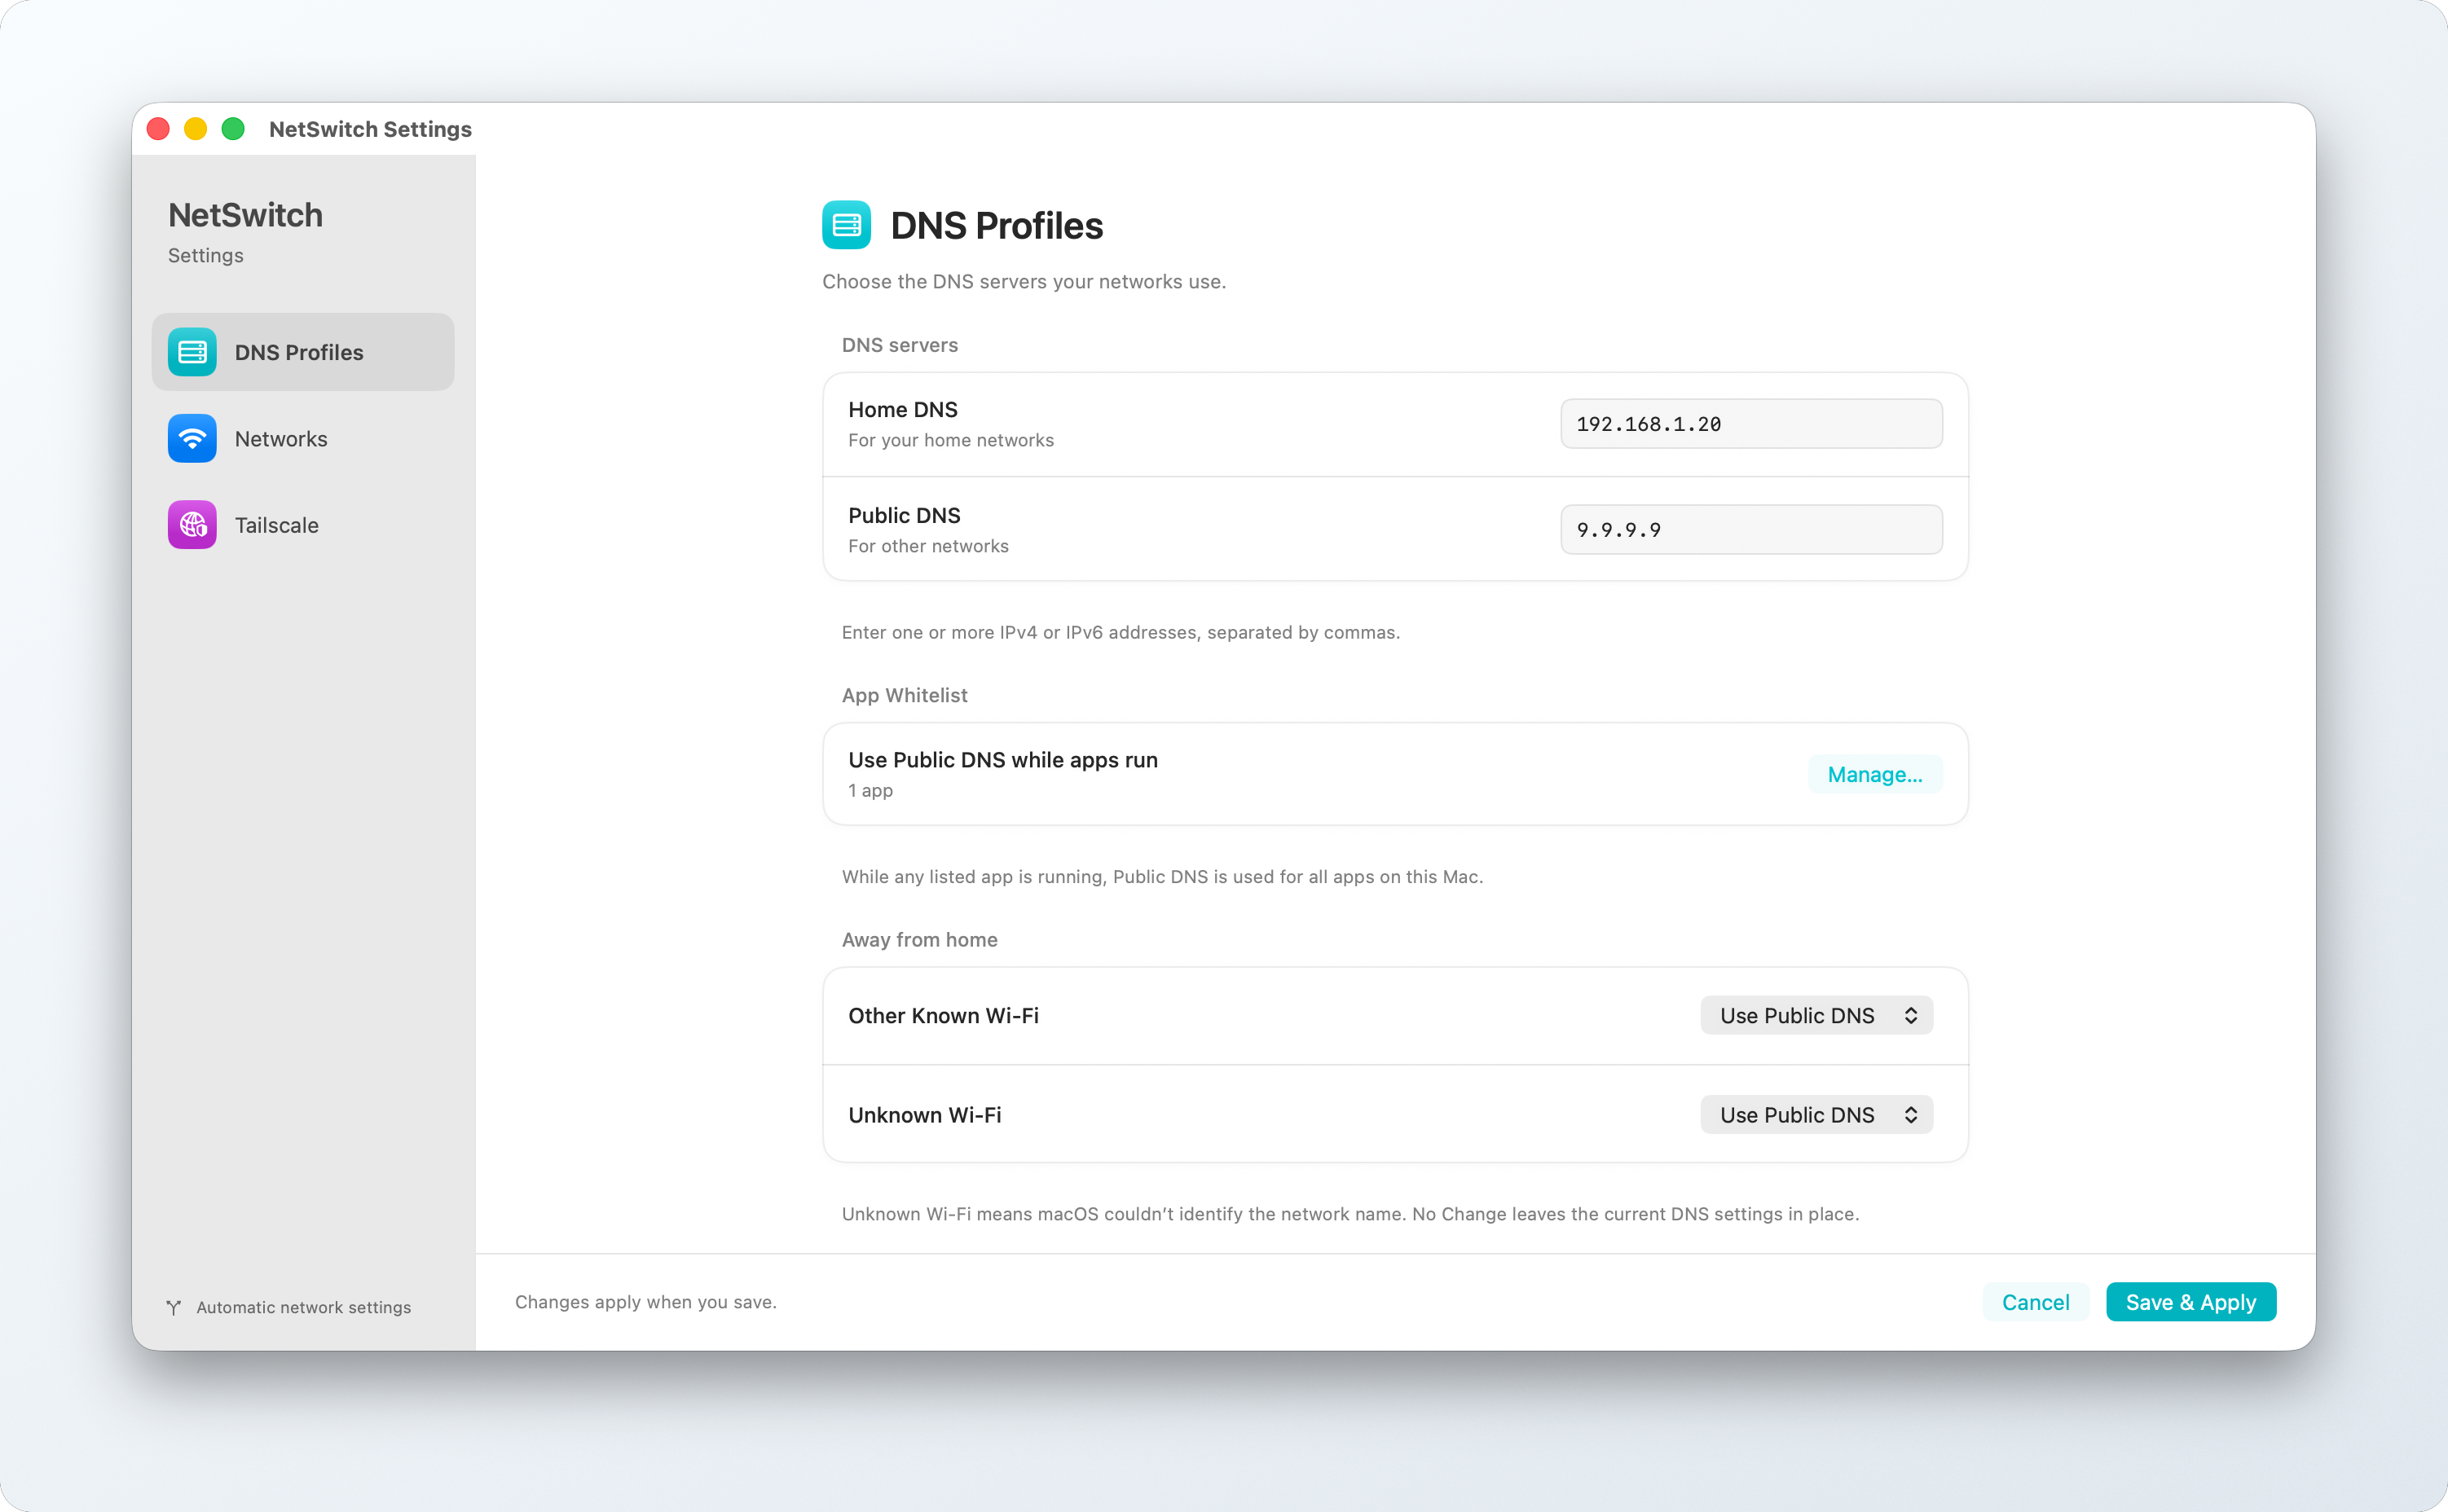 NetSwitch Settings
NetSwitch
Settings
DNS Profiles
Networks
Tailscale
Automatic network settings
DNS Profiles
Choose the DNS servers your networks use.
DNS servers
Home DNS
For your home networks
192.168.1.20
Public DNS
For other networks
9.9.9.9
Enter one or more IPv4 or IPv6 addresses, separated by commas.
App Whitelist
Use Public DNS while apps run
1 app
Manage...
While any listed app is running, Public DNS is used for all apps on this Mac.
Away from home
Other Known Wi-Fi
Use Public DNS
Unknown Wi-Fi
Use Public DNS
Unknown Wi-Fi means macOS couldn’t identify the network name. No Change leaves the current DNS settings in place.
Changes apply when you save.
Cancel
Save & Apply